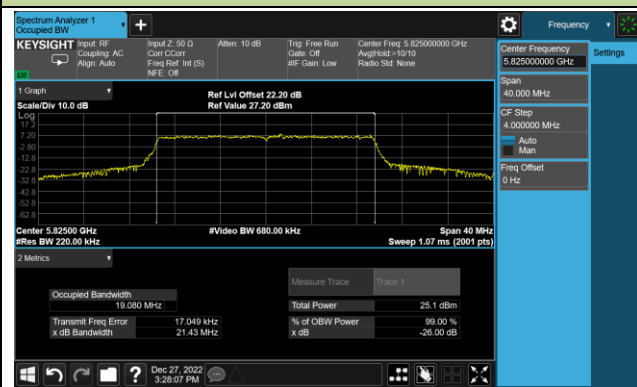 Spectrum Analyzer 1
Occupied BW
+
Frequency
KEYSIGHT
Input: RF
Coupling: AC
Align: Auto
Input Z: 50 Ω
Corr CCorr
Freq Ref: Int (S)
NFE: Off
Atten: 10 dB
Trig: Free Run
Gate: Off
#IF Gain: Low
Center Freq: 5.825000000 GHz
Avg|Hold:>10/10
Radio Std: None
Center Frequency
5.825000000 GHz
Settings
Span
40.000 MHz
CF Step
4.000000 MHz
Auto
Man
Freq Offset
0 Hz
1 Graph
Scale/Div 10.0 dB
Ref Lvl Offset 22.20 dB
Ref Value 27.20 dBm
Log
17.2
7.20
-2.80
-12.8
-22.8
-32.8
-42.8
-52.8
-62.8
Center 5.82500 GHz
#Res BW 220.00 kHz
#Video BW 680.00 kHz
Span 40 MHz
Sweep 1.07 ms (2001 pts)
2 Metrics
Measure Trace
Trace 1
Occupied Bandwidth
19.080 MHz
Total Power
25.1 dBm
Transmit Freq Error
17.049 kHz
% of OBW Power
99.00 %
x dB Bandwidth
21.43 MHz
x dB
-26.00 dB
?
Dec 27, 2022
3:28:07 PM